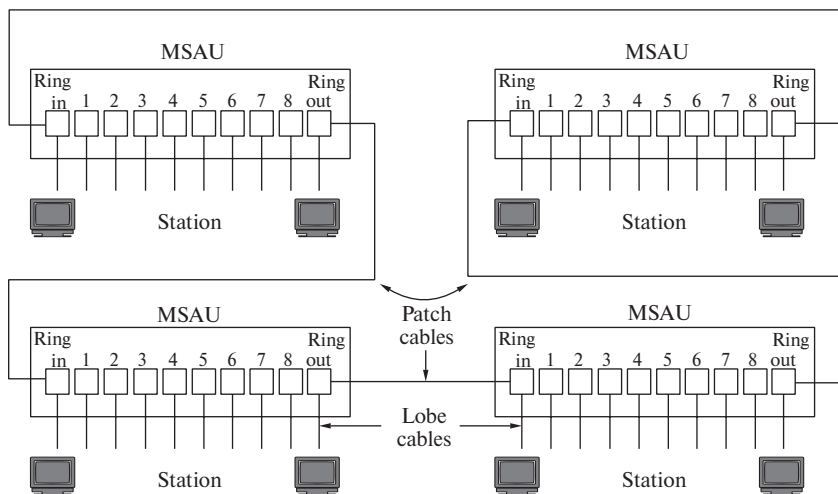 MSAU
Ring in 1 2 3 4 5 6 7 8 Ring out
Station
MSAU
Ring in 1 2 3 4 5 6 7 8 Ring out
Station
Patch cables
MSAU
Ring in 1 2 3 4 5 6 7 8 Ring out
Station
MSAU
Ring in 1 2 3 4 5 6 7 8 Ring out
Station
Lobe cables